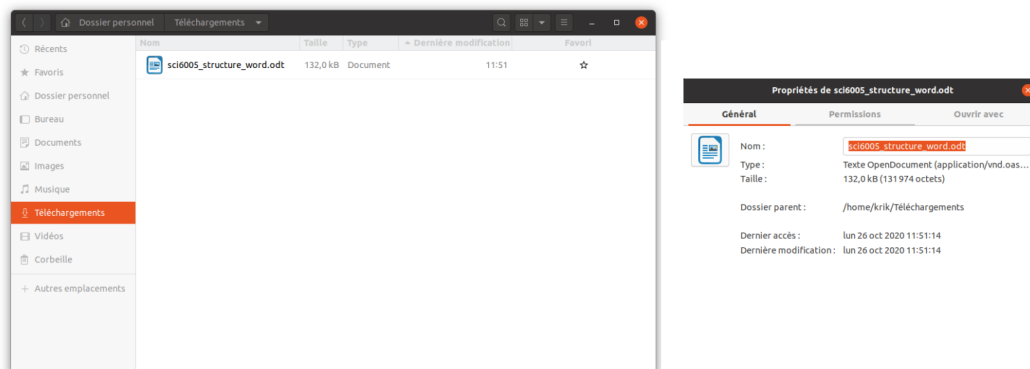 Dossier personnel Téléchargements
Nom Taille Type Dernière modification Favori
Récents
sci6005_structure_word.odt 132,0 kB Document 11:51
Favoris
Dossier personnel
Bureau
Documents
Images
Musique
Téléchargements
Vidéos
Corbeille
Autres emplacements
Propriétés de sci6005_structure_word.odt
Général Permissions Ouvrir avec
Nom : sci6005_structure_word.odt
Type : Texte OpenDocument (application/vnd.oas...
Taille : 132,0 kB (131 974 octets)
Dossier parent : /home/krik/Téléchargements
Dernier accès : lun 26 oct 2020 11:51:14
Dernière modification : lun 26 oct 2020 11:51:14